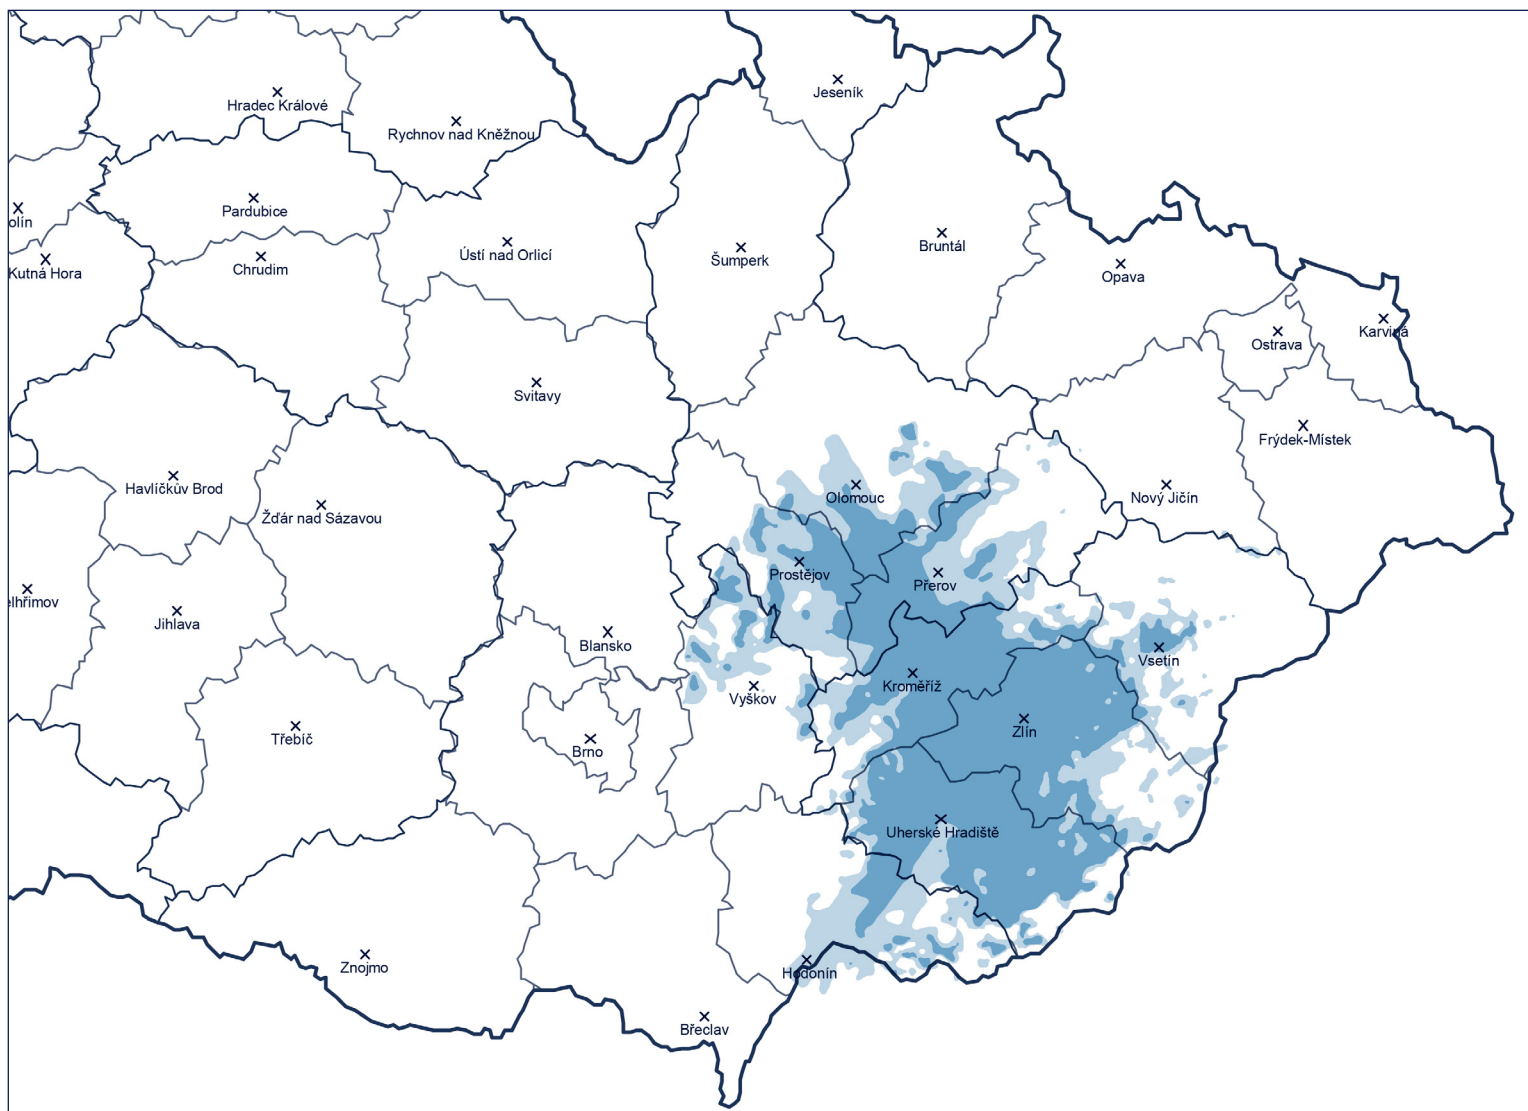 Jeseník
Hradec Králové
Rychnov nad Kněžnou
Pardubice
olín
Ústí nad Orlicí
Šumperk
Bruntál
Kutná Hora
Chrudim
Opava
Karviná
Ostrava
Svitavy
Frýdek-Místek
Havlíčkův Brod
Olomouc
Nový Jičín
Žďár nad Sázavou
Prostějov
Přerov
elhřimov
Jihlava
Blansko
Vsetín
Kroměříž
Vyškov
Třebíč
Zlín
Brno
Uherské Hradiště
Znojmo
Hodonín
Břeclav